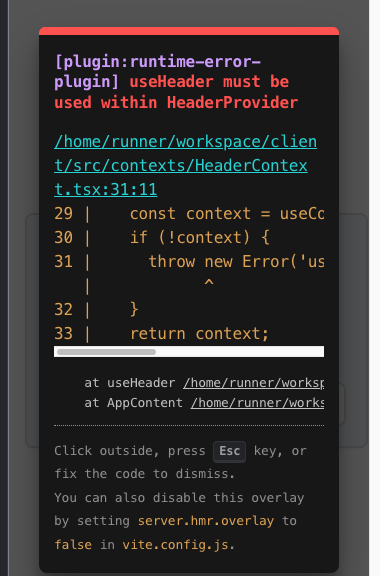 [plugin:runtime-error-
plugin] useHeader must be
used within HeaderProvider
/home/runner/workspace/clien
t/src/contexts/HeaderContex
t.tsx:31:11
29 |    const context = useCo
30 |    if (!context) {
31 |      throw new Error('us
   |            ^
32 |    }
33 |    return context;
at useHeader /home/runner/worksp
at AppContent /home/runner/works
Click outside, press Esc key, or
fix the code to dismiss.
You can also disable this overlay
by setting server.hmr.overlay to
false in vite.config.js.